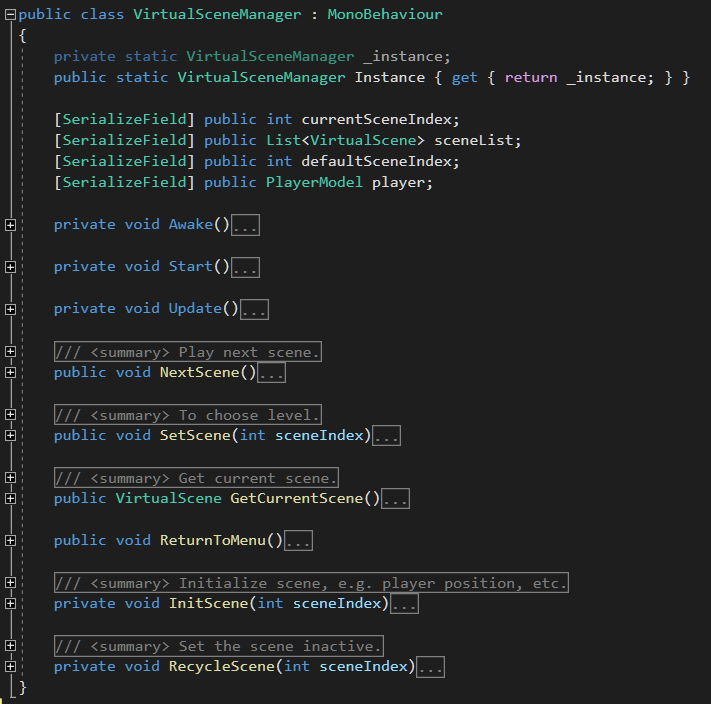 public class VirtualSceneManager : MonoBehaviour
{
private static VirtualSceneManager _instance;
public static VirtualSceneManager Instance { get { return _instance; } }
[SerializeField] public int currentSceneIndex;
[SerializeField] public List<VirtualScene> sceneList;
[SerializeField] public int defaultSceneIndex;
[SerializeField] public PlayerModel player;
private void Awake()...
private void Start()...
private void Update()...
/// <summary> Play next scene.
public void NextScene()...
/// <summary> To choose level.
public void SetScene(int sceneIndex)...
/// <summary> Get current scene.
public VirtualScene GetCurrentScene()...
public void ReturnToMenu()...
/// <summary> Initialize scene, e.g. player position, etc.
private void InitScene(int sceneIndex)...
/// <summary> Set the scene inactive.
private void RecycleScene(int sceneIndex)...
}